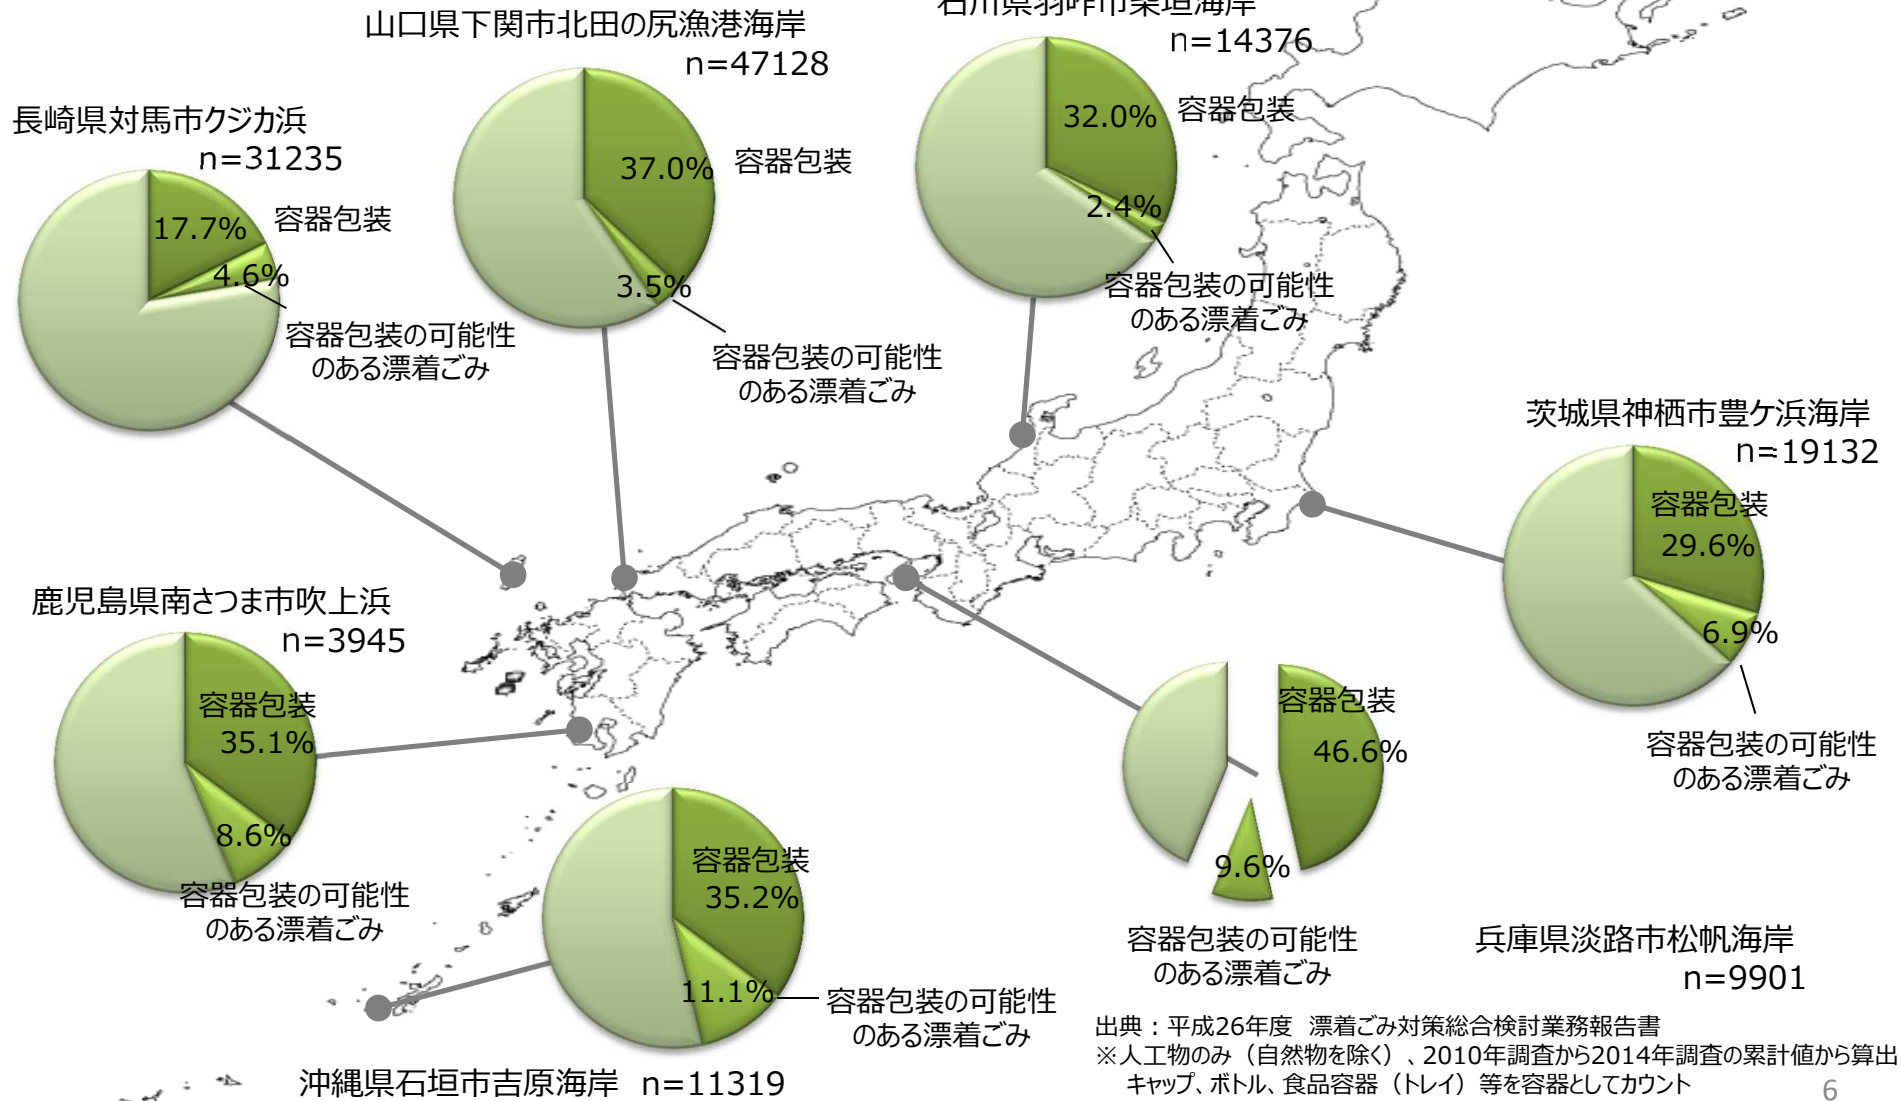 山口県下関市北田の尻漁港海岸
n=47128
37.0%
容器包装
3.5%
容器包装の可能性
のある漂着ごみ
石川県羽咋市柴垣海岸
n=14376
32.0%
容器包装
2.4%
容器包装の可能性
のある漂着ごみ
長崎県対馬市クジカ浜
n=31235
17.7%
容器包装
4.6%
容器包装の可能性
のある漂着ごみ
茨城県神栖市豊ケ浜海岸
n=19132
容器包装
29.6%
6.9%
容器包装の可能性
のある漂着ごみ
鹿児島県南さつま市吹上浜
n=3945
容器包装
35.1%
8.6%
容器包装の可能性
のある漂着ごみ
容器包装
46.6%
9.6%
容器包装の可能性
のある漂着ごみ
兵庫県淡路市松帆海岸
n=9901
容器包装
35.2%
11.1%
容器包装の可能性
のある漂着ごみ
沖縄県石垣市吉原海岸 n=11319
出典：平成26年度 漂着ごみ対策総合検討業務報告書
※人工物のみ（自然物を除く）、2010年調査から2014年調査の累計値から算出
キャップ、ボトル、食品容器（トレイ）等を容器としてカウント
6